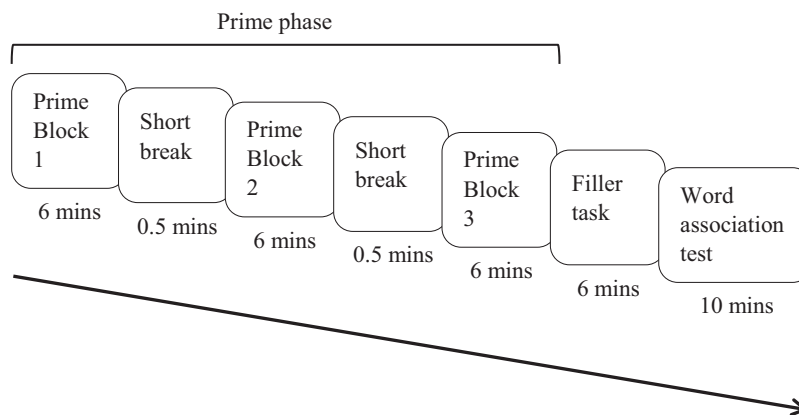 Prime phase
Prime
Block
1
6 mins
Short
break
0.5 mins
Prime
Block
2
6 mins
Short
break
0.5 mins
Prime
Block
3
6 mins
Filler
task
6 mins
Word
association
test
10 mins